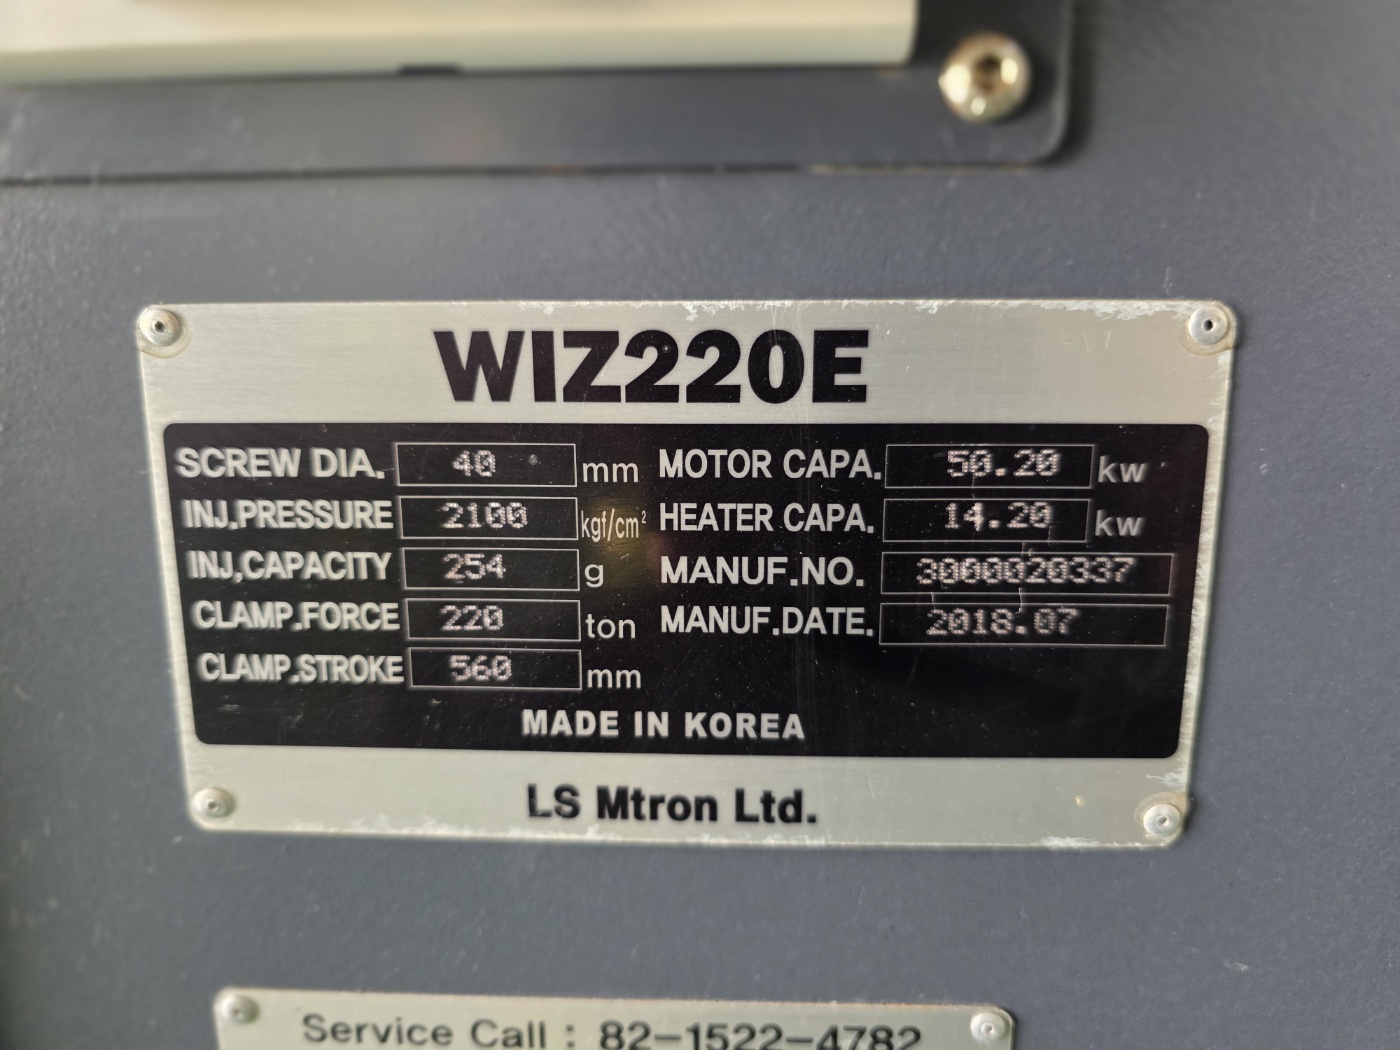 WIZ220E
SCREW DIA. 40 mm MOTOR CAPA. 50.20 kw
INJ.PRESSURE 2100 kgf/cm² HEATER CAPA. 14.20 kw
INJ,CAPACITY 254 g MANUF.NO. 3000020337
CLAMP.FORCE 220 ton MANUF.DATE. 2018.07
CLAMP.STROKE 560 mm
MADE IN KOREA
LS Mtron Ltd.
Service Call : 82-1522-4782